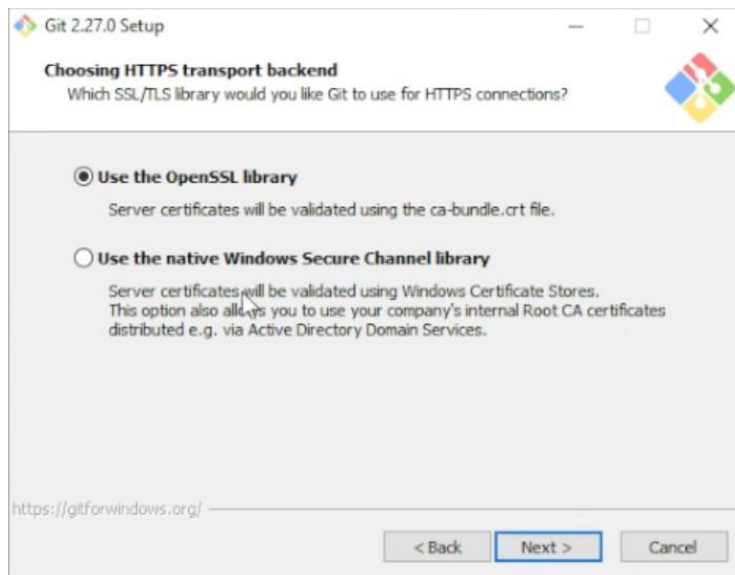 Git 2.27.0 Setup
Choosing HTTPS transport backend
Which SSL/TLS library would you like Git to use for HTTPS connections?
Use the OpenSSL library
Server certificates will be validated using the ca-bundle.crt file.
Use the native Windows Secure Channel library
Server certificates will be validated using Windows Certificate Stores.
This option also allows you to use your company's internal Root CA certificates
distributed e.g. via Active Directory Domain Services.
https://gitforwindows.org/
< Back Next > Cancel